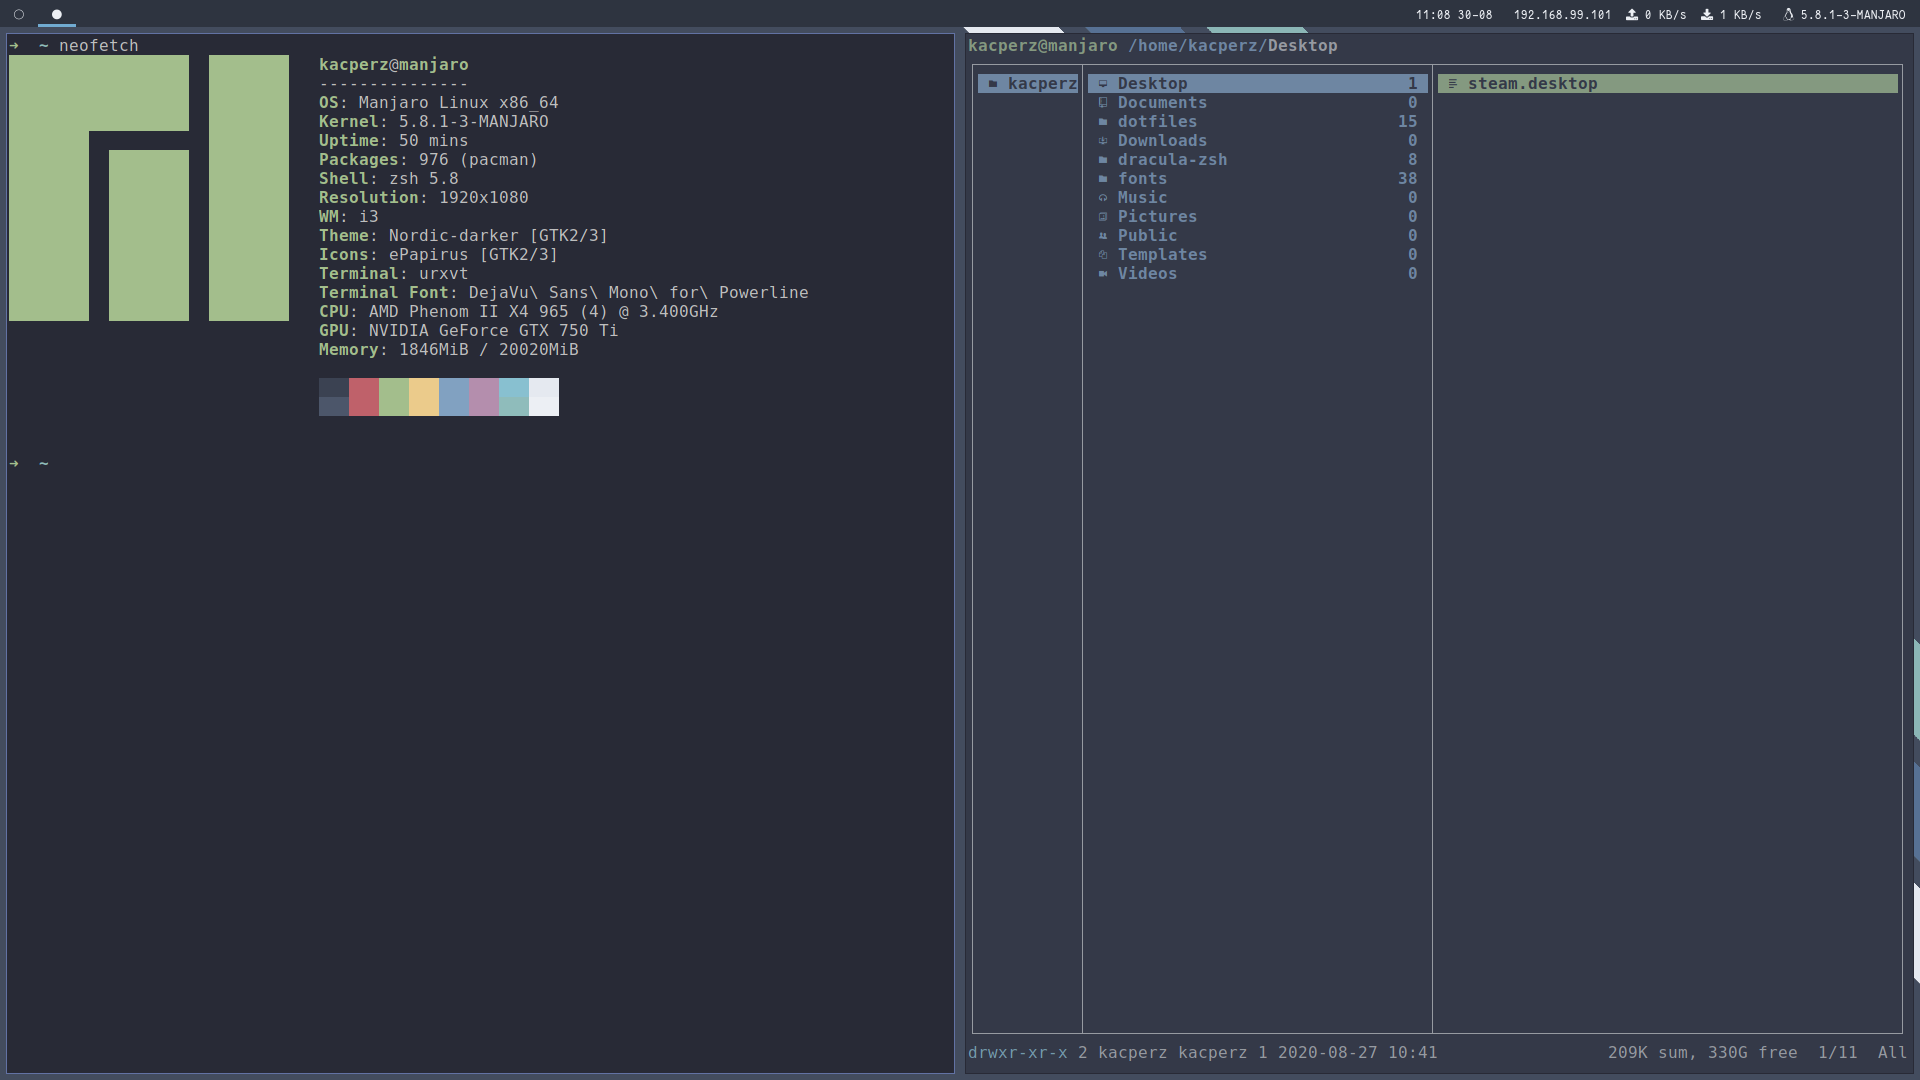 11:08 30-08 192.168.99.101 0 KB/s 1 KB/s 5.8.1-3-MANJARO
➜ ~ neofetch
kacperz@manjaro
---------------
OS: Manjaro Linux x86_64
Kernel: 5.8.1-3-MANJARO
Uptime: 50 mins
Packages: 976 (pacman)
Shell: zsh 5.8
Resolution: 1920x1080
WM: i3
Theme: Nordic-darker [GTK2/3]
Icons: ePapirus [GTK2/3]
Terminal: urxvt
Terminal Font: DejaVu\ Sans\ Mono\ for\ Powerline
CPU: AMD Phenom II X4 965 (4) @ 3.400GHz
GPU: NVIDIA GeForce GTX 750 Ti
Memory: 1846MiB / 20020MiB
➜ ~
kacperz@manjaro /home/kacperz/Desktop
kacperz
Desktop 1
Documents 0
dotfiles 15
Downloads 0
dracula-zsh 8
fonts 38
Music 0
Pictures 0
Public 0
Templates 0
Videos 0
steam.desktop
drwxr-xr-x 2 kacperz kacperz 1 2020-08-27 10:41 209K sum, 330G free 1/11 All